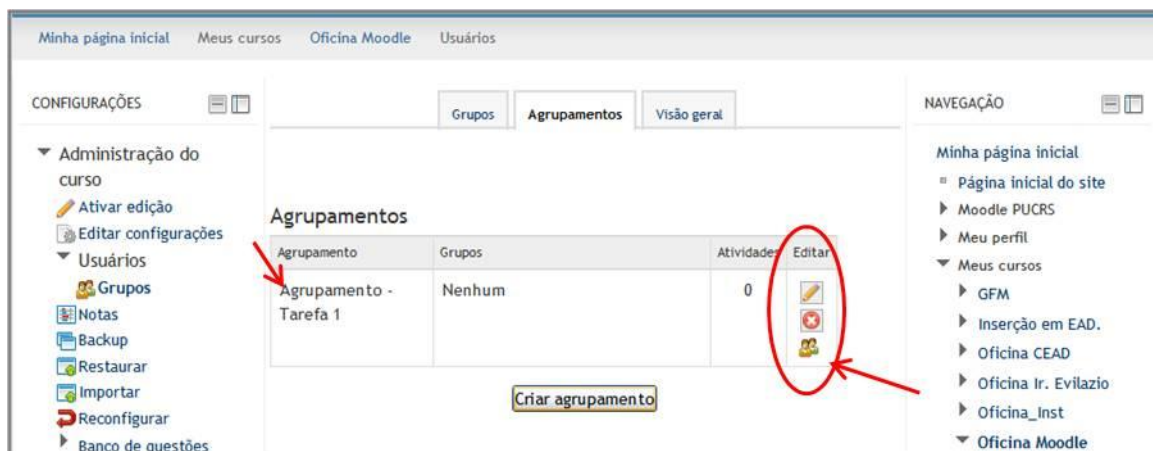 Minha página inicial Meus cursos Oficina Moodle Usuários
CONFIGURAÇÕES
Administração do
curso
Ativar edição
Editar configurações
Usuários
Grupos
Notas
Backup
Restaurar
Importar
Reconfigurar
Banco de questões
Grupos Agrupamentos Visão geral
Agrupamentos
Agrupamento Grupos Atividades Editar
Agrupamento - Nenhum 0
Tarefa 1
Criar agrupamento
NAVEGAÇÃO
Minha página inicial
Página inicial do site
Moodle PUCRS
Meu perfil
Meus cursos
GFM
Inserção em EAD.
Oficina CEAD
Oficina Ir. Evilazio
Oficina_Inst
Oficina Moodle